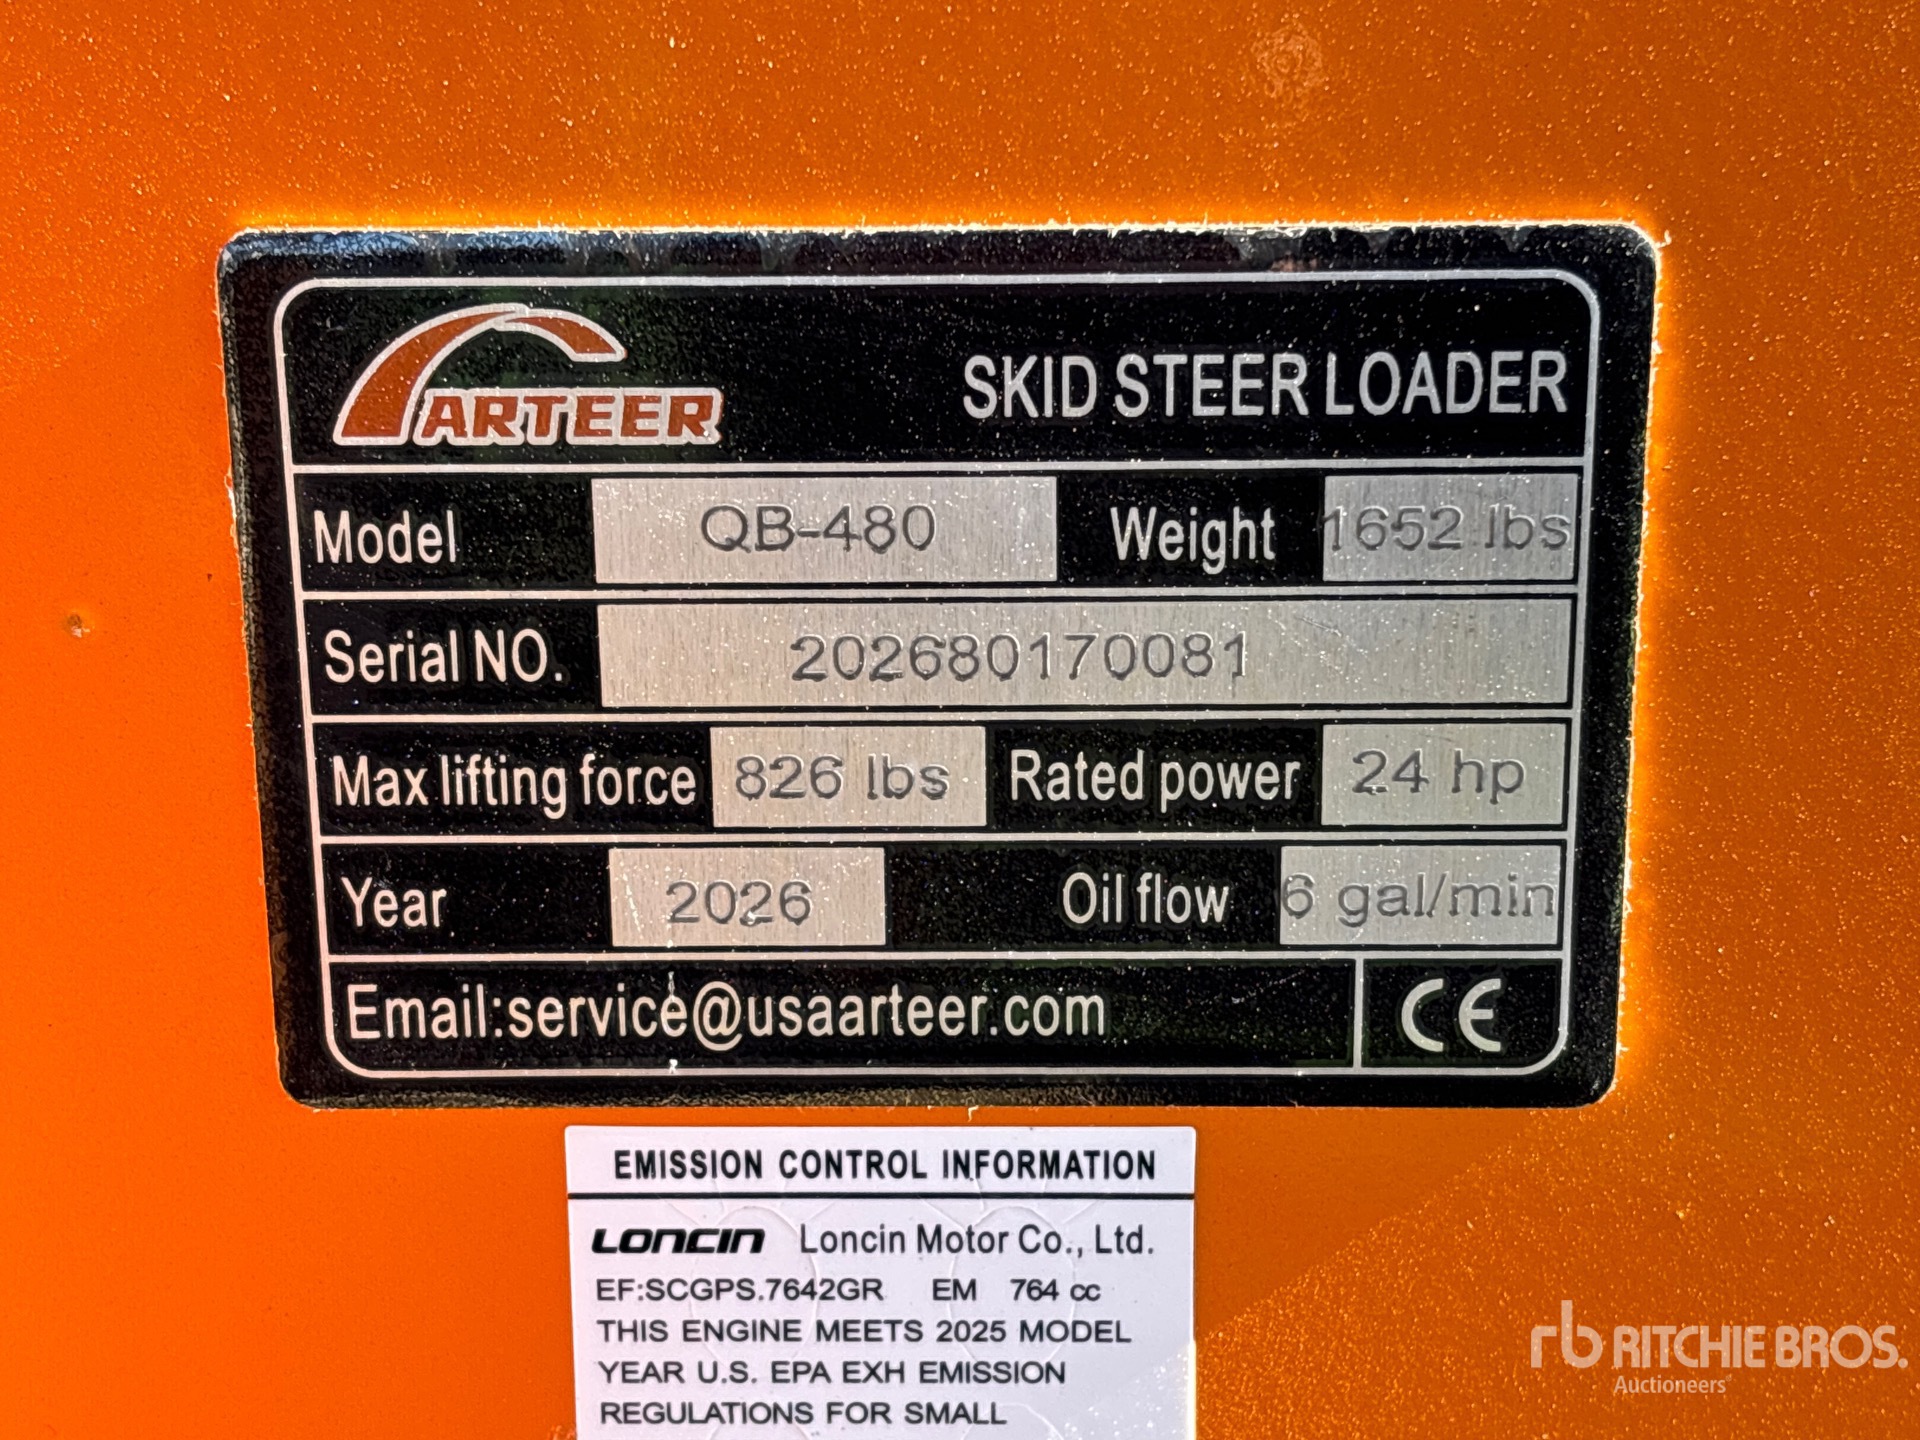 ARTEER
SKID STEER LOADER
Model QB-480 Weight 1652 lbs
Serial NO. 202680170081
Max lifting force 826 lbs Rated power 24 hp
Year 2026 Oil flow 6 gal/min
Email:service@usaarteer.com CE
EMISSION CONTROL INFORMATION
LONCIN Loncin Motor Co., Ltd.
EF:SCGPS.7642GR EM 764 cc
THIS ENGINE MEETS 2025 MODEL
YEAR U.S. EPA EXH EMISSION
REGULATIONS FOR SMALL
rb RITCHIE BROS.
Auctioneers